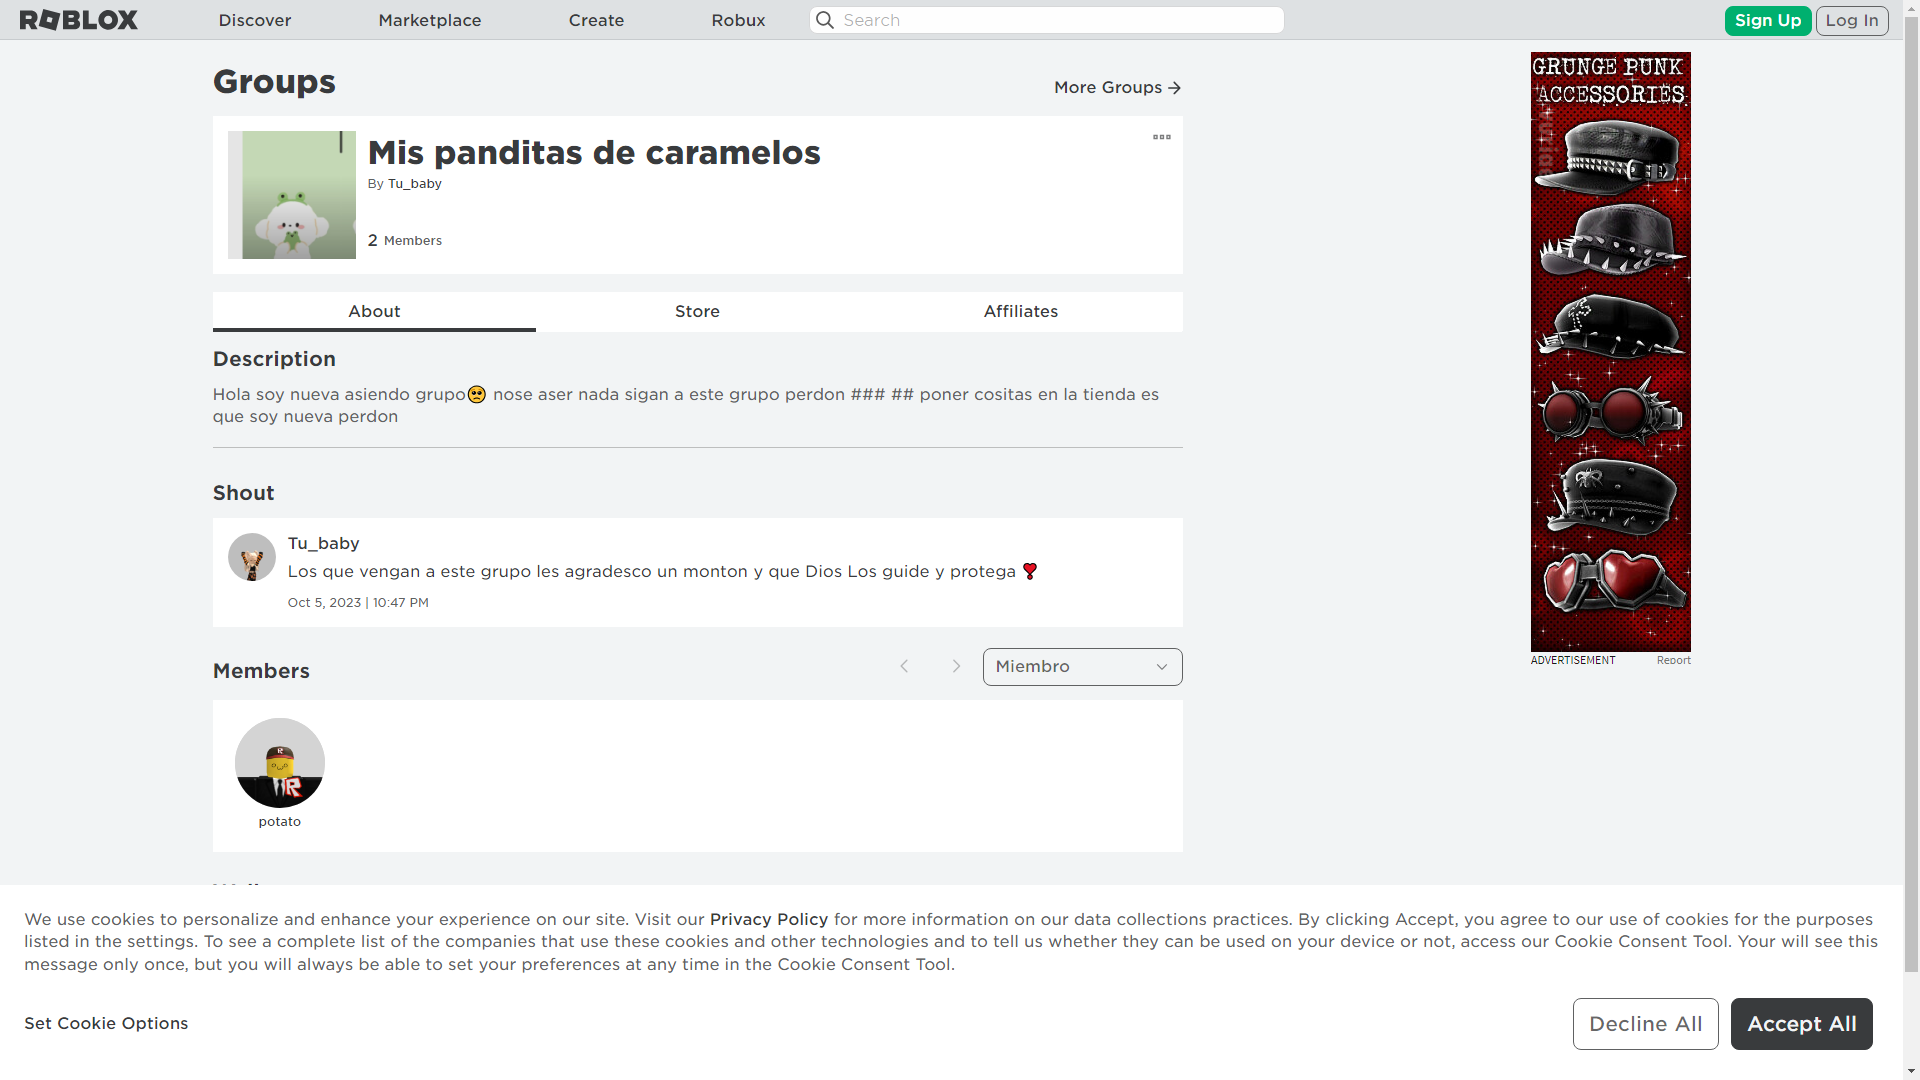 ROBLOX
Discover
Marketplace
Create
Robux
Search
Sign Up
Log In
Groups
More Groups
Mis panditas de caramelos
By Tu_baby
2 Members
About
Store
Affiliates
Description
Hola soy nueva asiendo grupo🥺 nose aser nada sigan a este grupo perdon ### ## poner cositas en la tienda es
que soy nueva perdon
Shout
Tu_baby
Los que vengan a este grupo les agradesco un monton y que Dios Los guide y protega ❣️
Oct 5, 2023 | 10:47 PM
Members
Miembro
potato
GRUNGE PUNK
ACCESSORIES
ADVERTISEMENT
Report
We use cookies to personalize and enhance your experience on our site. Visit our Privacy Policy for more information on our data collections practices. By clicking Accept, you agree to our use of cookies for the purposes
listed in the settings. To see a complete list of the companies that use these cookies and other technologies and to tell us whether they can be used on your device or not, access our Cookie Consent Tool. Your will see this
message only once, but you will always be able to set your preferences at any time in the Cookie Consent Tool.
Set Cookie Options
Decline All
Accept All